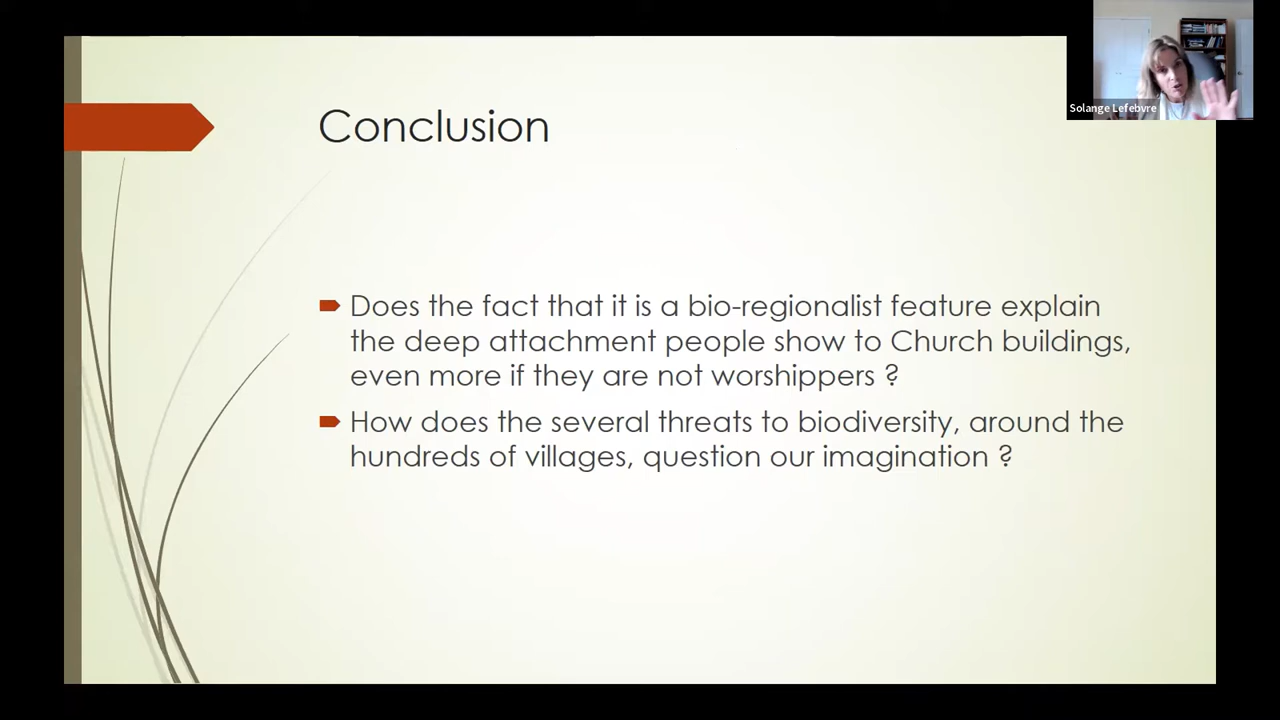 Solange Lefebvre
Conclusion
Does the fact that it is a bio-regionalist feature explain
the deep attachment people show to Church buildings,
even more if they are not worshippers ?
How does the several threats to biodiversity, around the
hundreds of villages, question our imagination ?